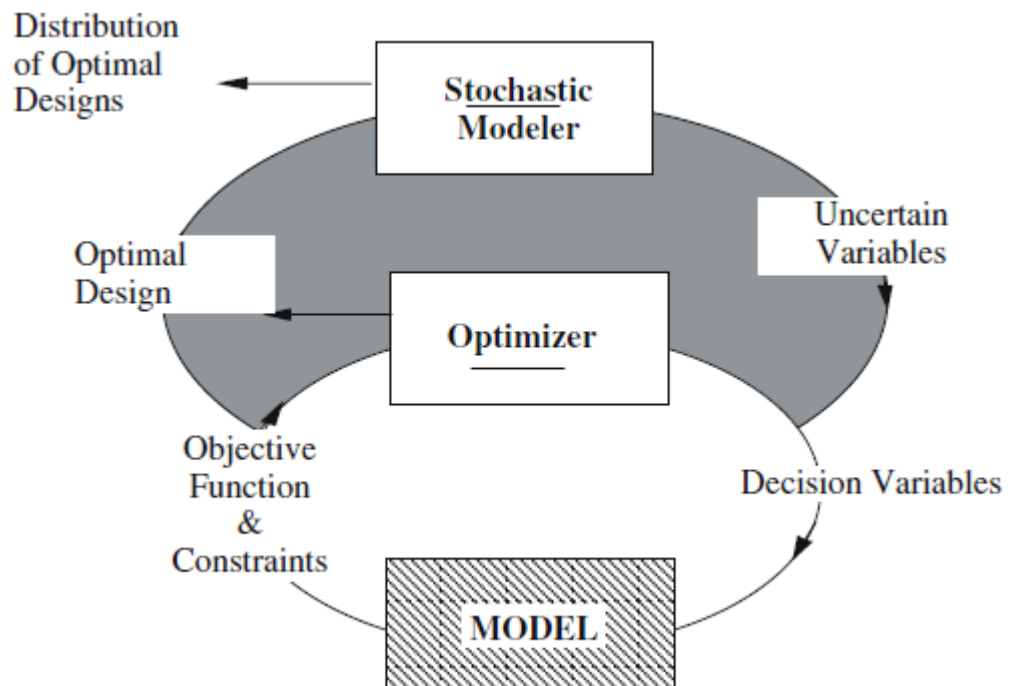 Distribution
of Optimal
Designs
Stochastic
Modeler
Uncertain
Variables
Optimal
Design
Optimizer
Objective
Function
&
Constraints
Decision Variables
MODEL